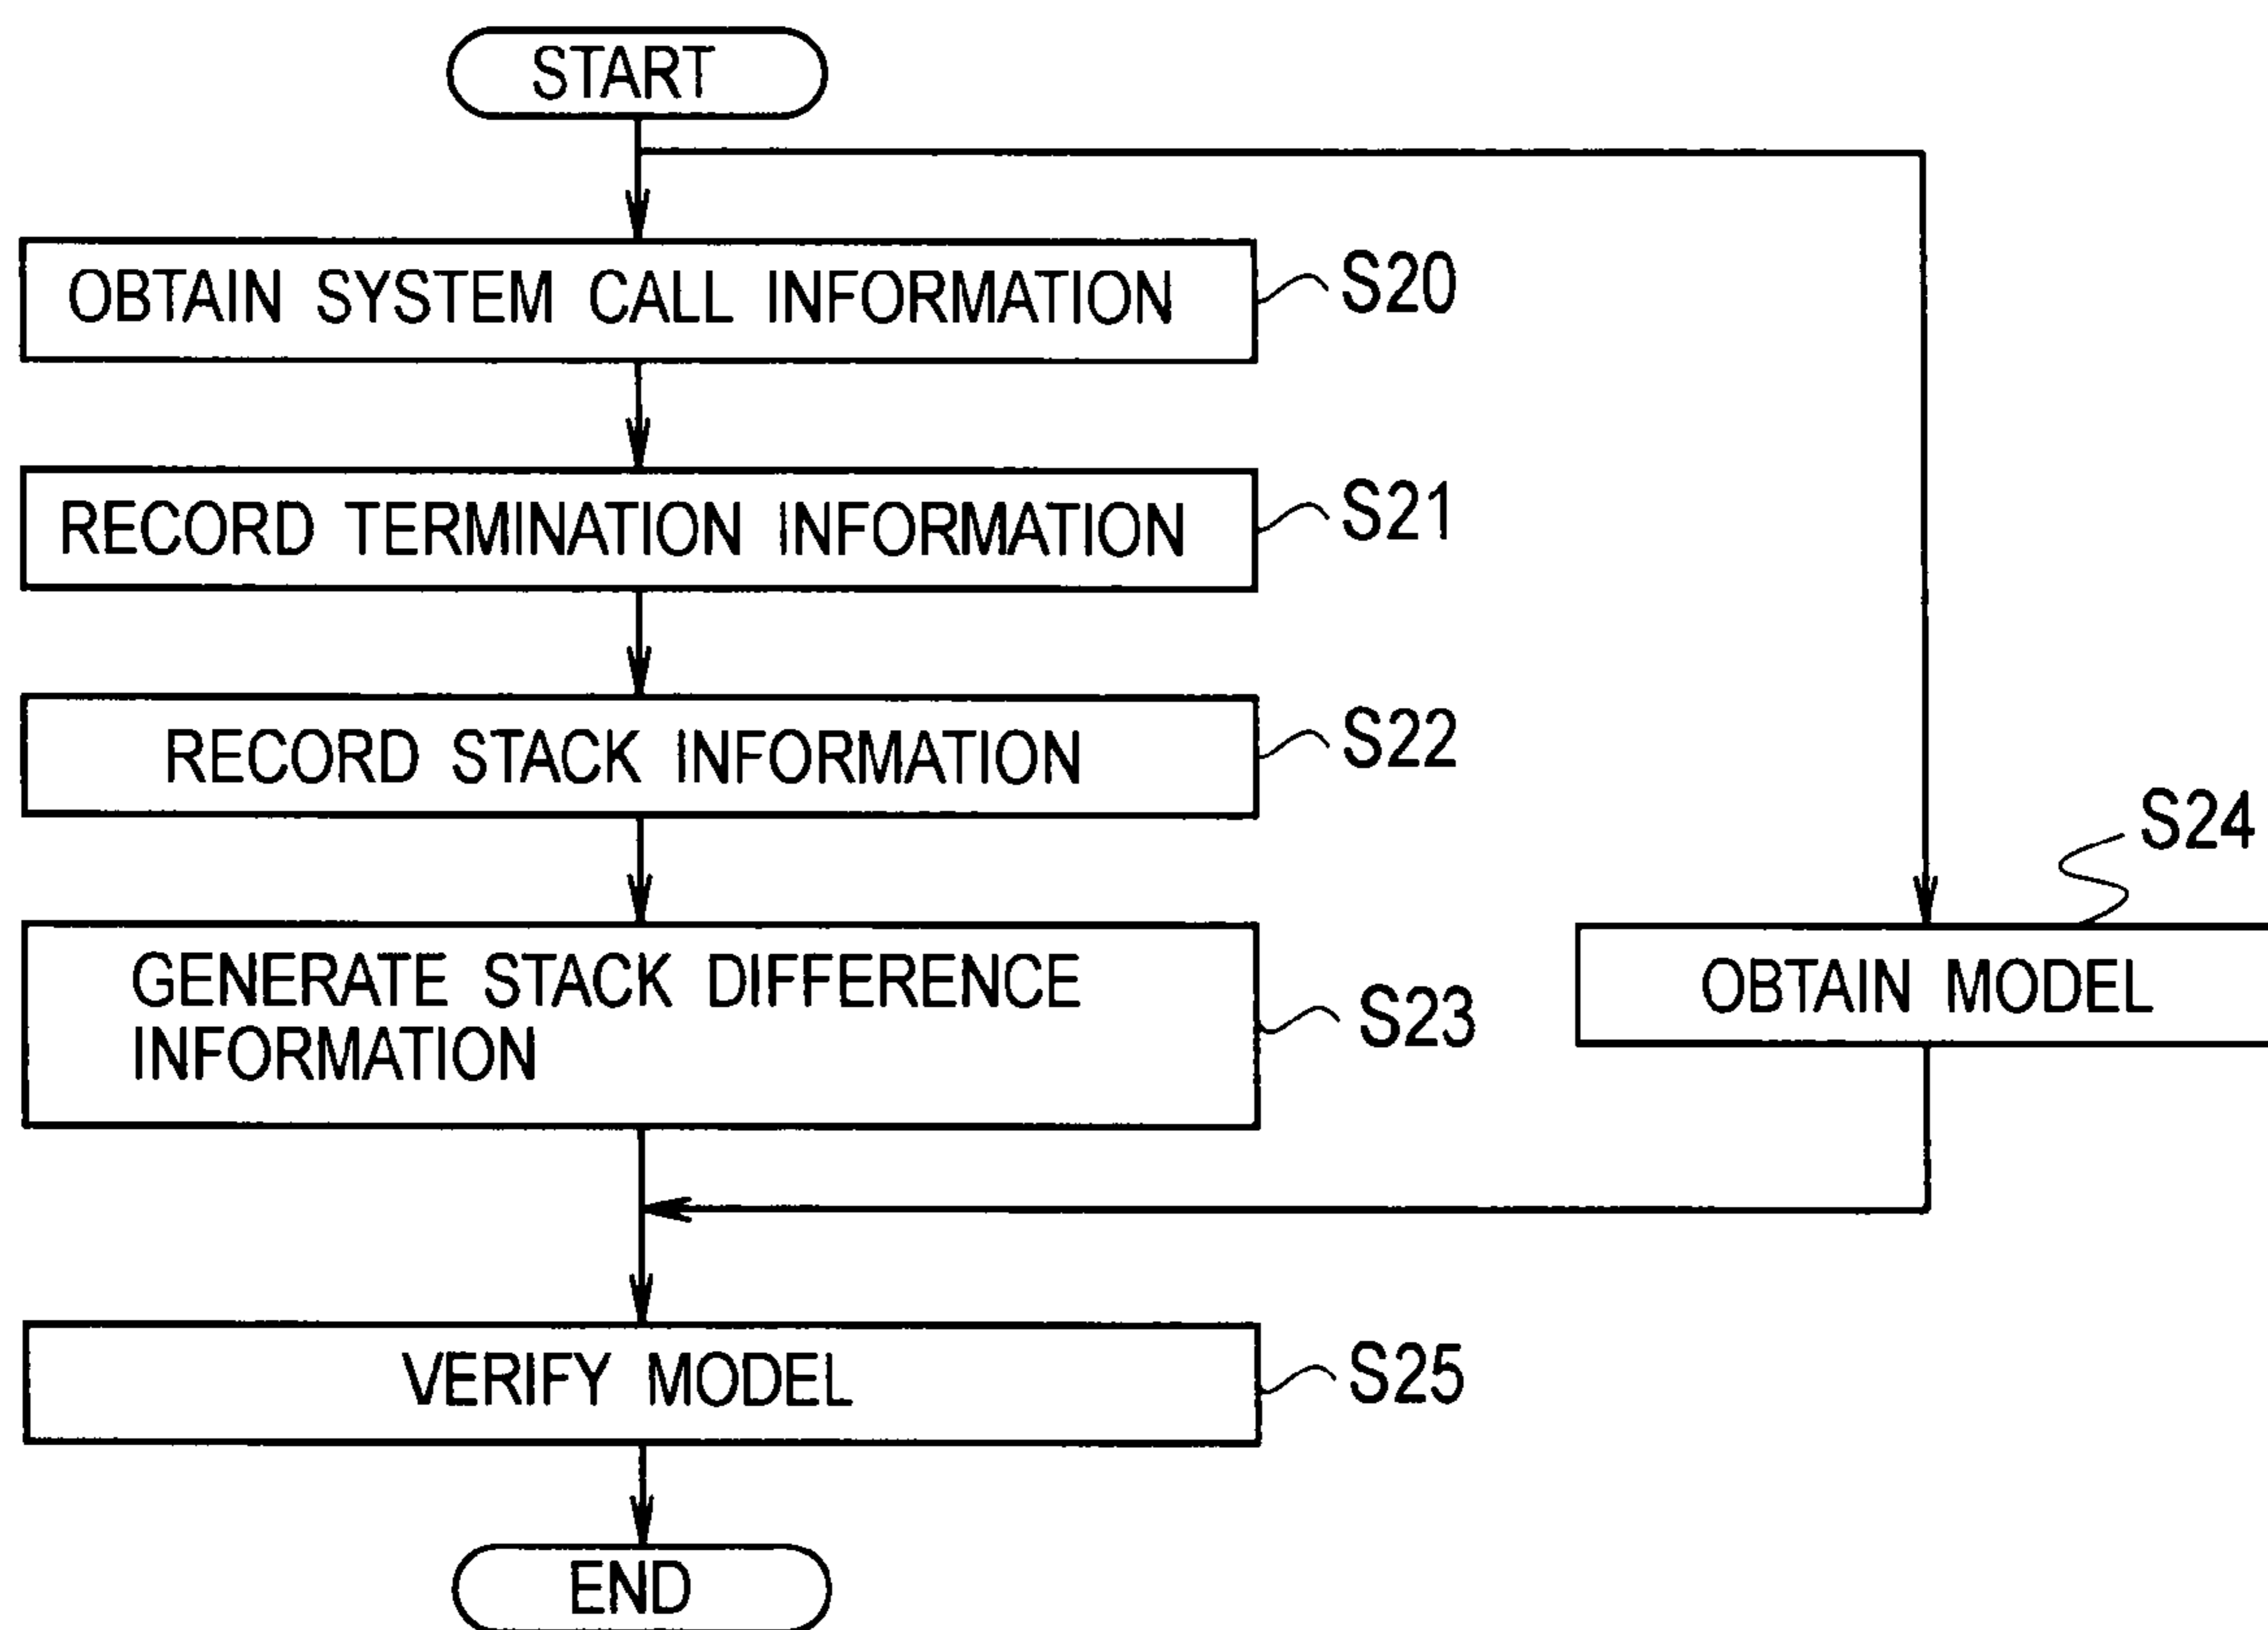 START
OBTAIN SYSTEM CALL INFORMATION
S20
RECORD TERMINATION INFORMATION
S21
RECORD STACK INFORMATION
S22
GENERATE STACK DIFFERENCE
INFORMATION
S23
S24
OBTAIN MODEL
VERIFY MODEL
S25
END